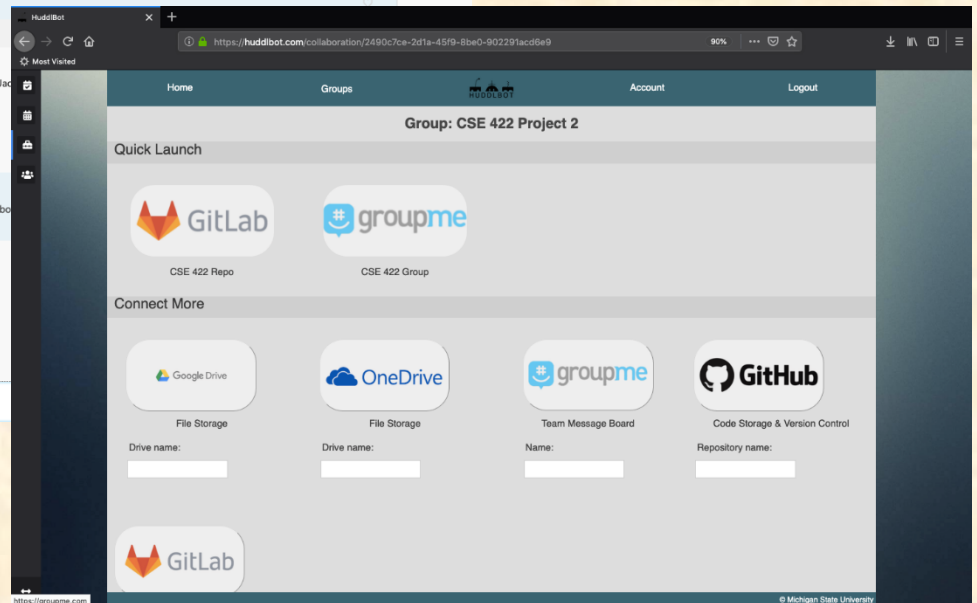 HuddlBot
https://huddlbot.com/collaboration/2490c7ce-2d1a-45f9-8be0-902291acd6e9 90%
Most Visited
Home Groups HUDDLBOT Account Logout
Group: CSE 422 Project 2
Quick Launch
GitLab groupme
CSE 422 Repo CSE 422 Group
Connect More
Google Drive OneDrive groupme GitHub
File Storage File Storage Team Message Board Code Storage & Version Control
Drive name: Drive name: Name: Repository name:
GitLab
© Michigan State University
https://groupme.com